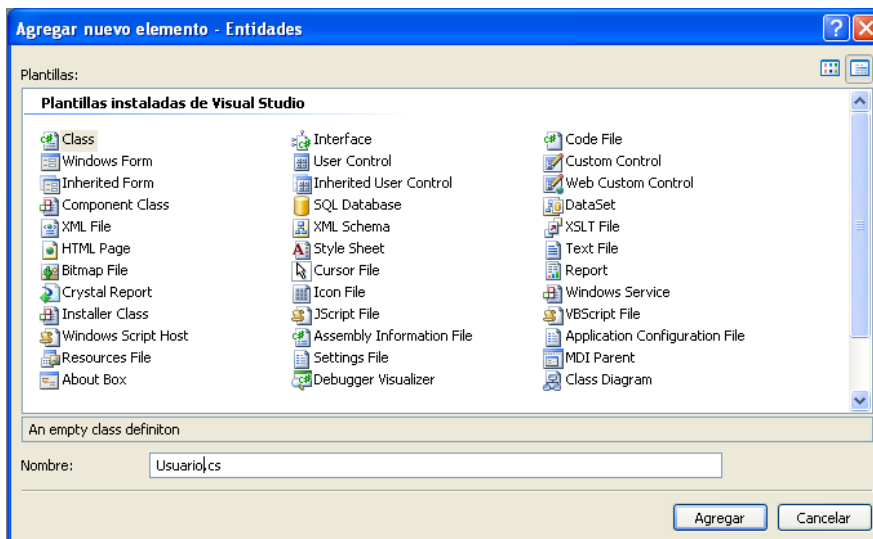 Agregar nuevo elemento - Entidades
Plantillas:
Plantillas instaladas de Visual Studio
Class Interface Code File
Windows Form User Control Custom Control
Inherited Form Inherited User Control Web Custom Control
Component Class SQL Database DataSet
XML File XML Schema XSLT File
HTML Page Style Sheet Text File
Bitmap File Cursor File Report
Crystal Report Icon File Windows Service
Installer Class JScript File VBScript File
Windows Script Host Assembly Information File Application Configuration File
Resources File Settings File MDI Parent
About Box Debugger Visualizer Class Diagram
An empty class definiton
Nombre: Usuario.cs
Agregar Cancelar